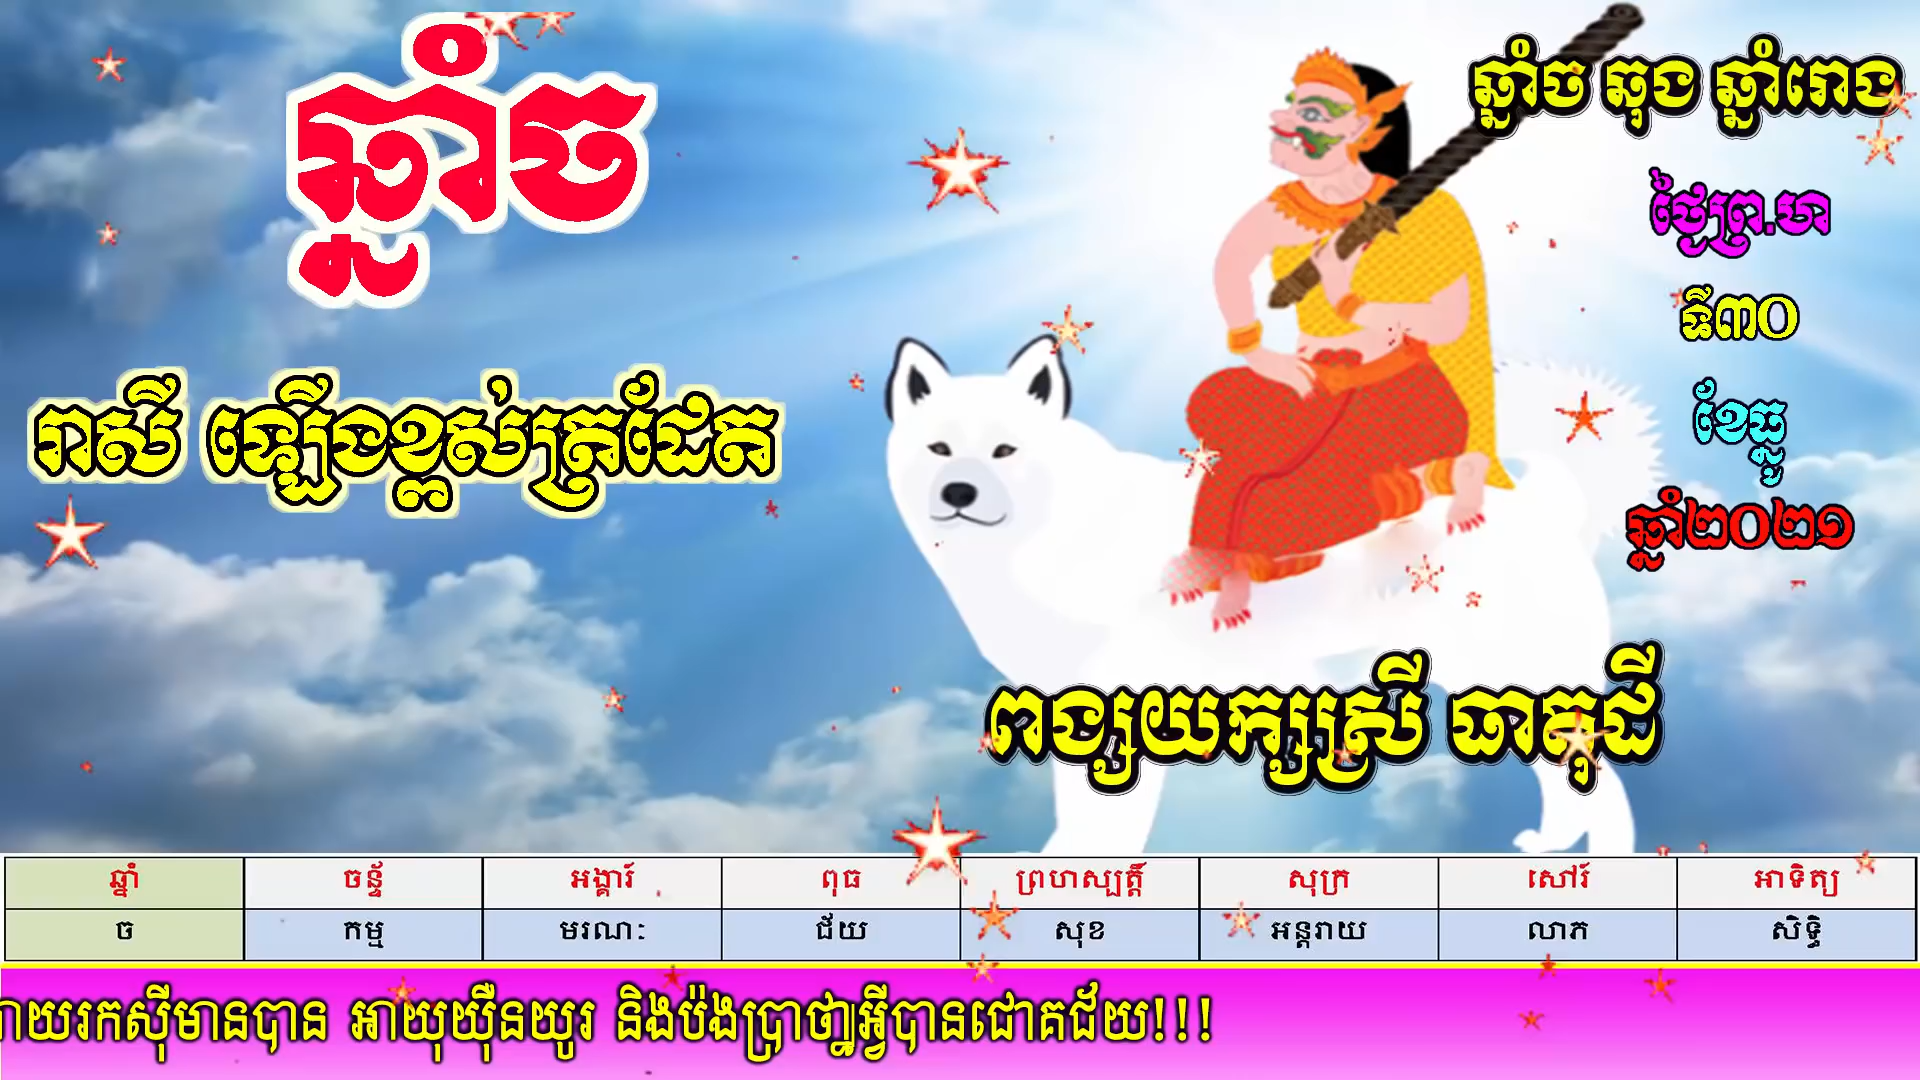 ឆ្នាំច
រាសី ឡើងខ្ពស់ត្រដែត
ឆ្នាំច ឆុង ឆ្នាំរោង
ថ្ងៃព្រ.ហ
ទី៣០
ខែធ្នូ
ឆ្នាំ២០២១
ពង្សយក្សស្រី ធាតុដី
ឆ្នាំ ចន្ទ័ អង្គារ៍ ពុធ ព្រហស្បត្តិ៍ សុក្រ សៅរ៍ អាទិត្យ
ច កម្ម មរណៈ ជ័យ សុខ អន្តរាយ លាភ សិទ្ធិ
ាយរកស៊ីមានបាន អាយុយ៉ឺនយូរ និងប៉ងប្រាថា្នអ្វីបានជោគជ័យ!!!